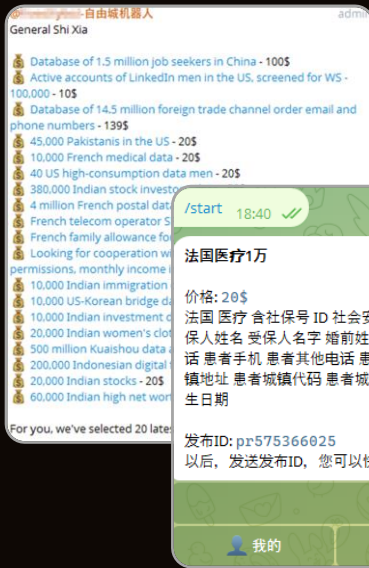 -自由城机器人
admi
General Shi Xia
Database of 1.5 million job seekers in China - 100$
Active accounts of LinkedIn men in the US, screened for WS -
100,000 - 10$
Database of 14.5 million foreign trade channel order email and
phone numbers - 139$
45,000 Pakistanis in the US - 20$
10,000 French medical data - 20$
40 US high-consumption data men - 20$
380,000 Indian stock
4 million French postal
French telecom operator
French family allowance
Looking for cooperation
permissions, monthly income
10,000 Indian immigration
10,000 US-Korean bridge
10,000 Indian investment
20,000 Indian women's
500 million Kuaishou data
200,000 Indonesian digital
20,000 Indian stocks - 20$
60,000 Indian high net
For you, we've selected 20
/start 18:40
法国医疗1万
价格: 20$
法国 医疗 含社保号 ID 社会
保人姓名 受保人名字 婚前姓
话 患者手机 患者其他电话
镇地址 患者城镇代码 患者城
生日期
发布ID: pr575366025
以后，发送发布ID，您可以
我的